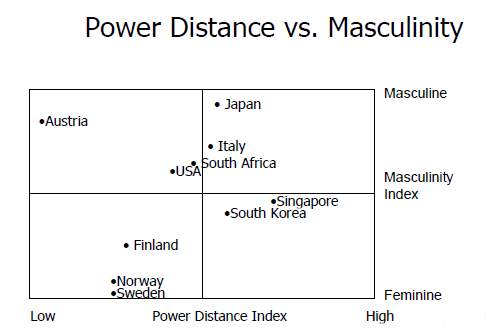 Power Distance vs. Masculinity
Masculine
• Japan
•Austria
• Italy
• South Africa
•USA
Masculinity
Index
•Singapore
•South Korea
• Finland
•Norway
•Sweden
Feminine
Low Power Distance Index High